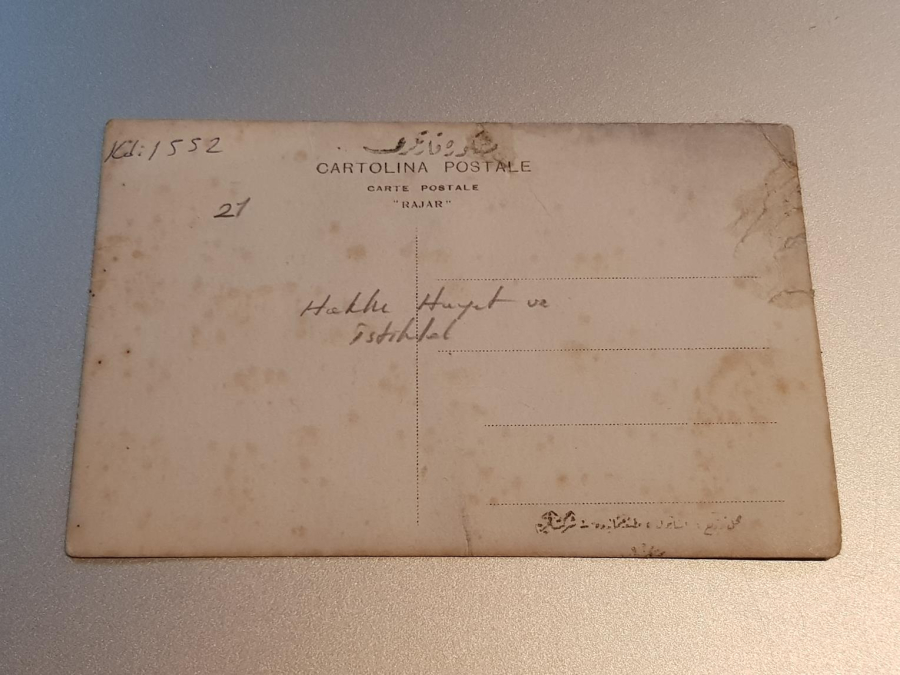 Kd: 1552
CARTOLINA POSTALE
CARTE POSTALE
"RAJAR"
21
Hakkı Hayat ve
İstiklal